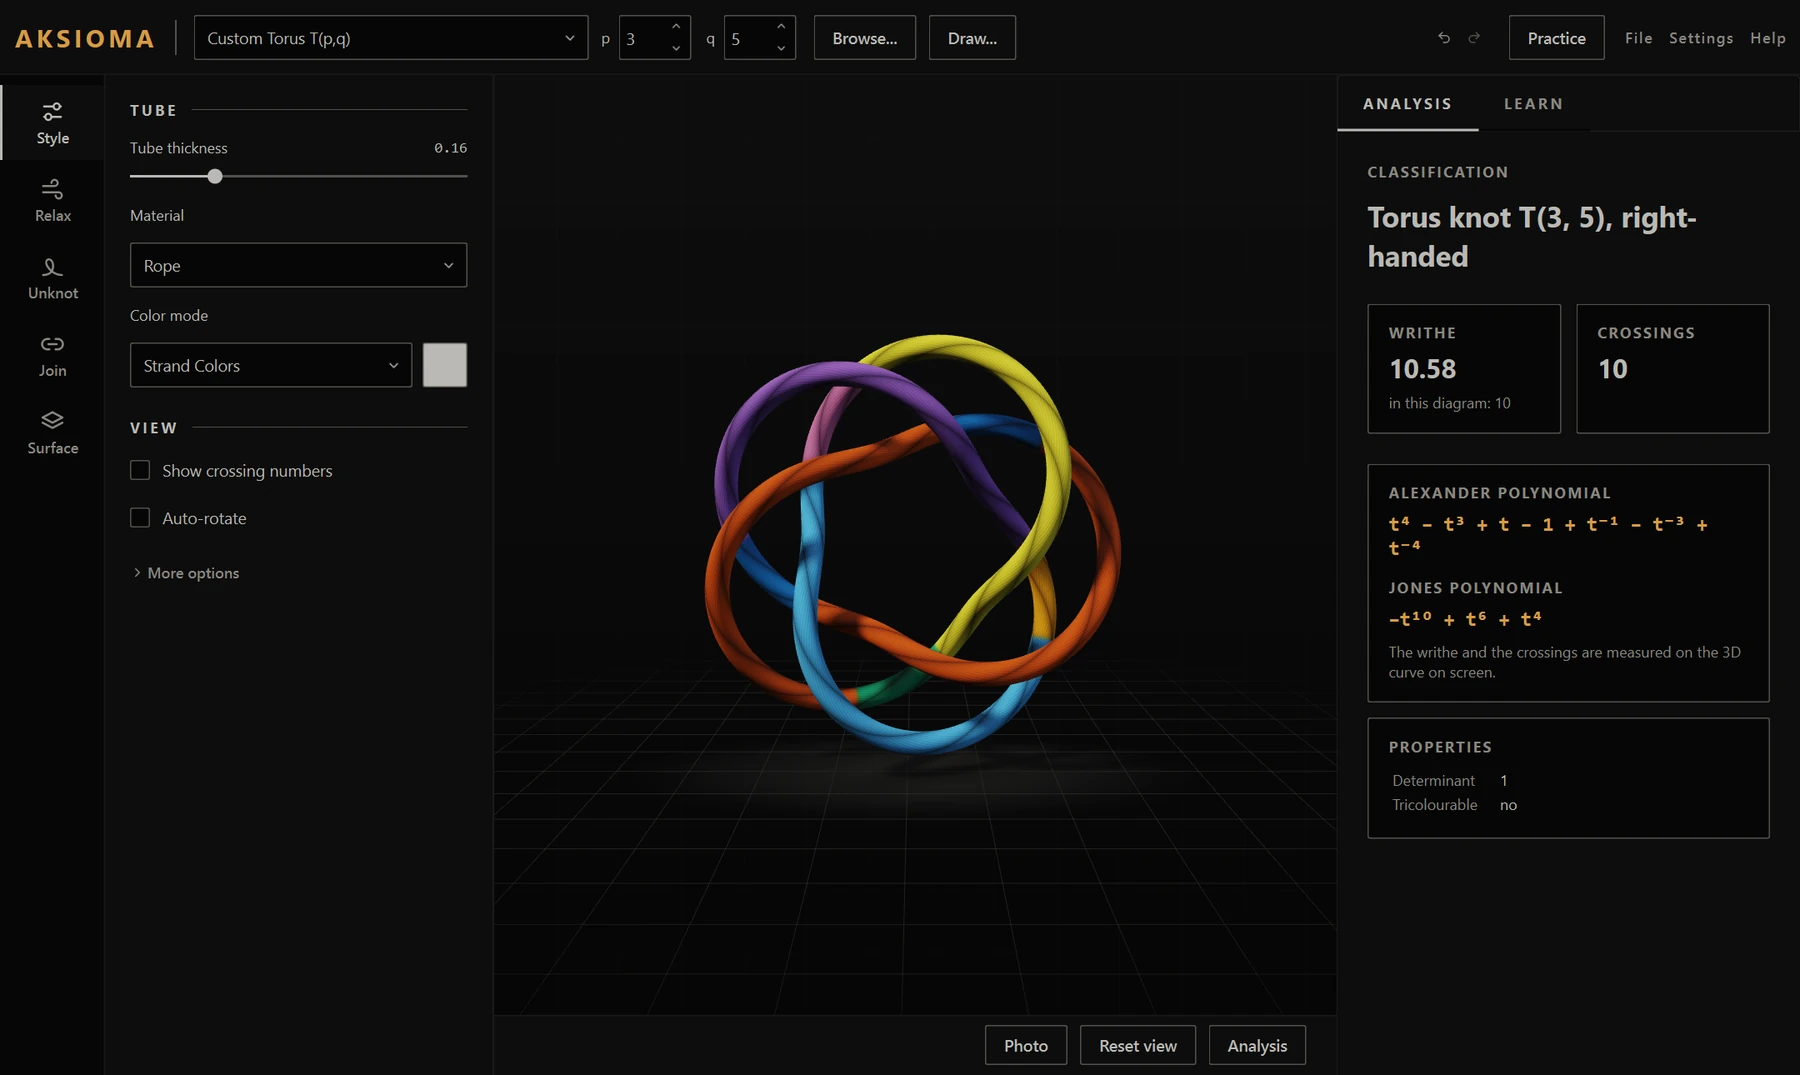 AKSIOMA
Custom Torus T(p,q)
p 3
q 5
Browse...
Draw...
Practice
File
Settings
Help
Style
Relax
Unknot
Join
Surface
TUBE
Tube thickness 0.16
Material
Rope
Color mode
Strand Colors
VIEW
Show crossing numbers
Auto-rotate
More options
Photo
Reset view
Analysis
ANALYSIS
LEARN
CLASSIFICATION
Torus knot T(3, 5), right-
handed
WRITHE
10.58
in this diagram: 10
CROSSINGS
10
ALEXANDER POLYNOMIAL
t⁴ − t³ + t − 1 + t⁻¹ − t⁻³ +
t⁻⁴
JONES POLYNOMIAL
−t¹⁰ + t⁶ + t⁴
The writhe and the crossings are measured on the 3D
curve on screen.
PROPERTIES
Determinant 1
Tricolourable no